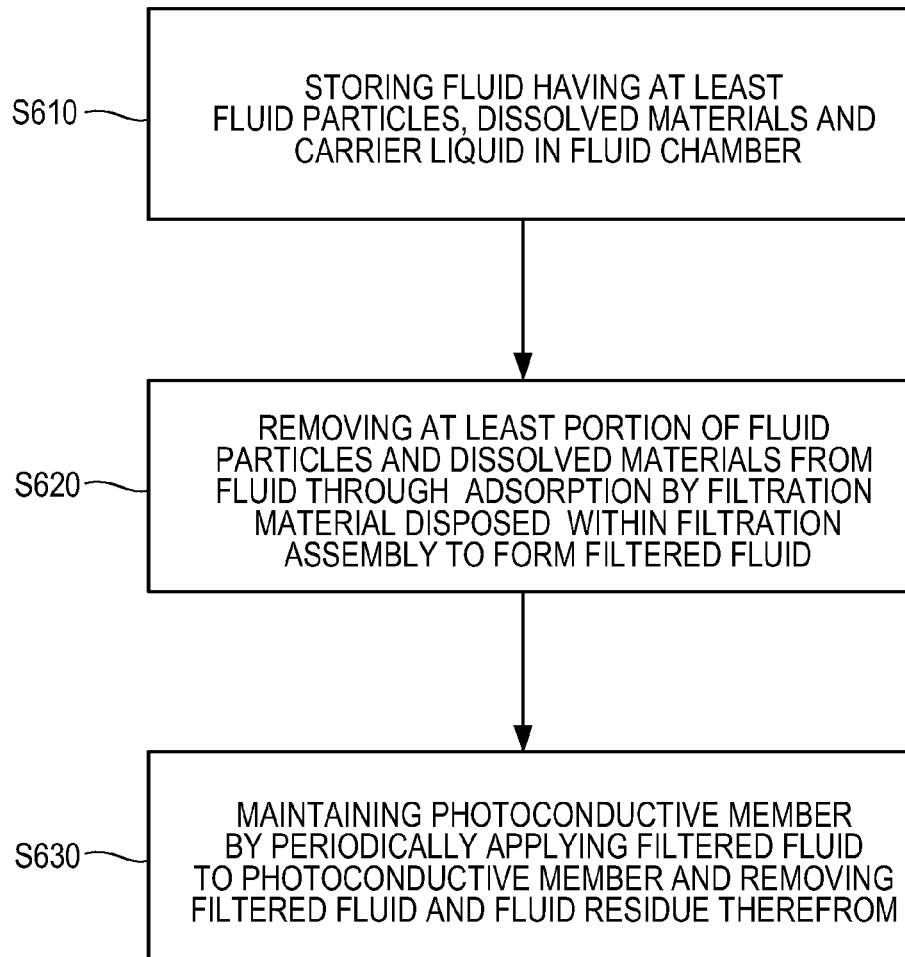 S610
STORING FLUID HAVING AT LEAST
FLUID PARTICLES, DISSOLVED MATERIALS AND
CARRIER LIQUID IN FLUID CHAMBER
S620
REMOVING AT LEAST PORTION OF FLUID
PARTICLES AND DISSOLVED MATERIALS FROM
FLUID THROUGH ADSORPTION BY FILTRATION
MATERIAL DISPOSED WITHIN FILTRATION
ASSEMBLY TO FORM FILTERED FLUID
S630
MAINTAINING PHOTOCONDUCTIVE MEMBER
BY PERIODICALLY APPLYING FILTERED FLUID
TO PHOTOCONDUCTIVE MEMBER AND REMOVING
FILTERED FLUID AND FLUID RESIDUE THEREFROM